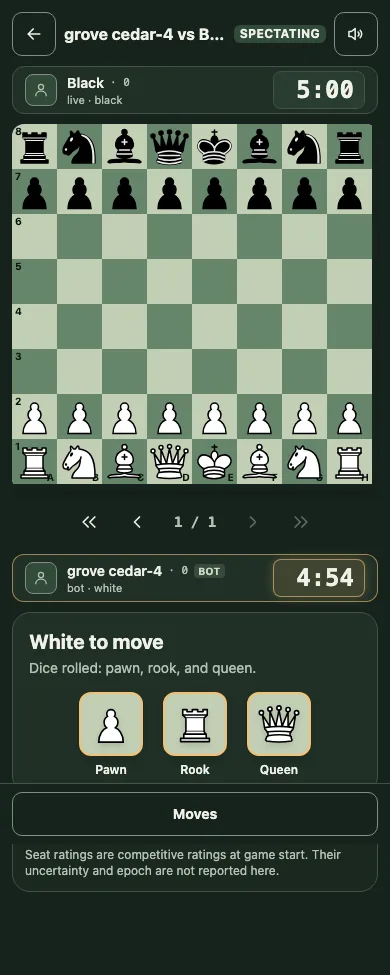 grove cedar-4 vs B... SPECTATING
Black · 0
live · black
5:00
8
7
6
5
4
3
2
1
A B C D E F G H
1 / 1
grove cedar-4 · 0 BOT
bot · white
4:54
White to move
Dice rolled: pawn, rook, and queen.
Pawn Rook Queen
Moves
Seat ratings are competitive ratings at game start. Their
uncertainty and epoch are not reported here.